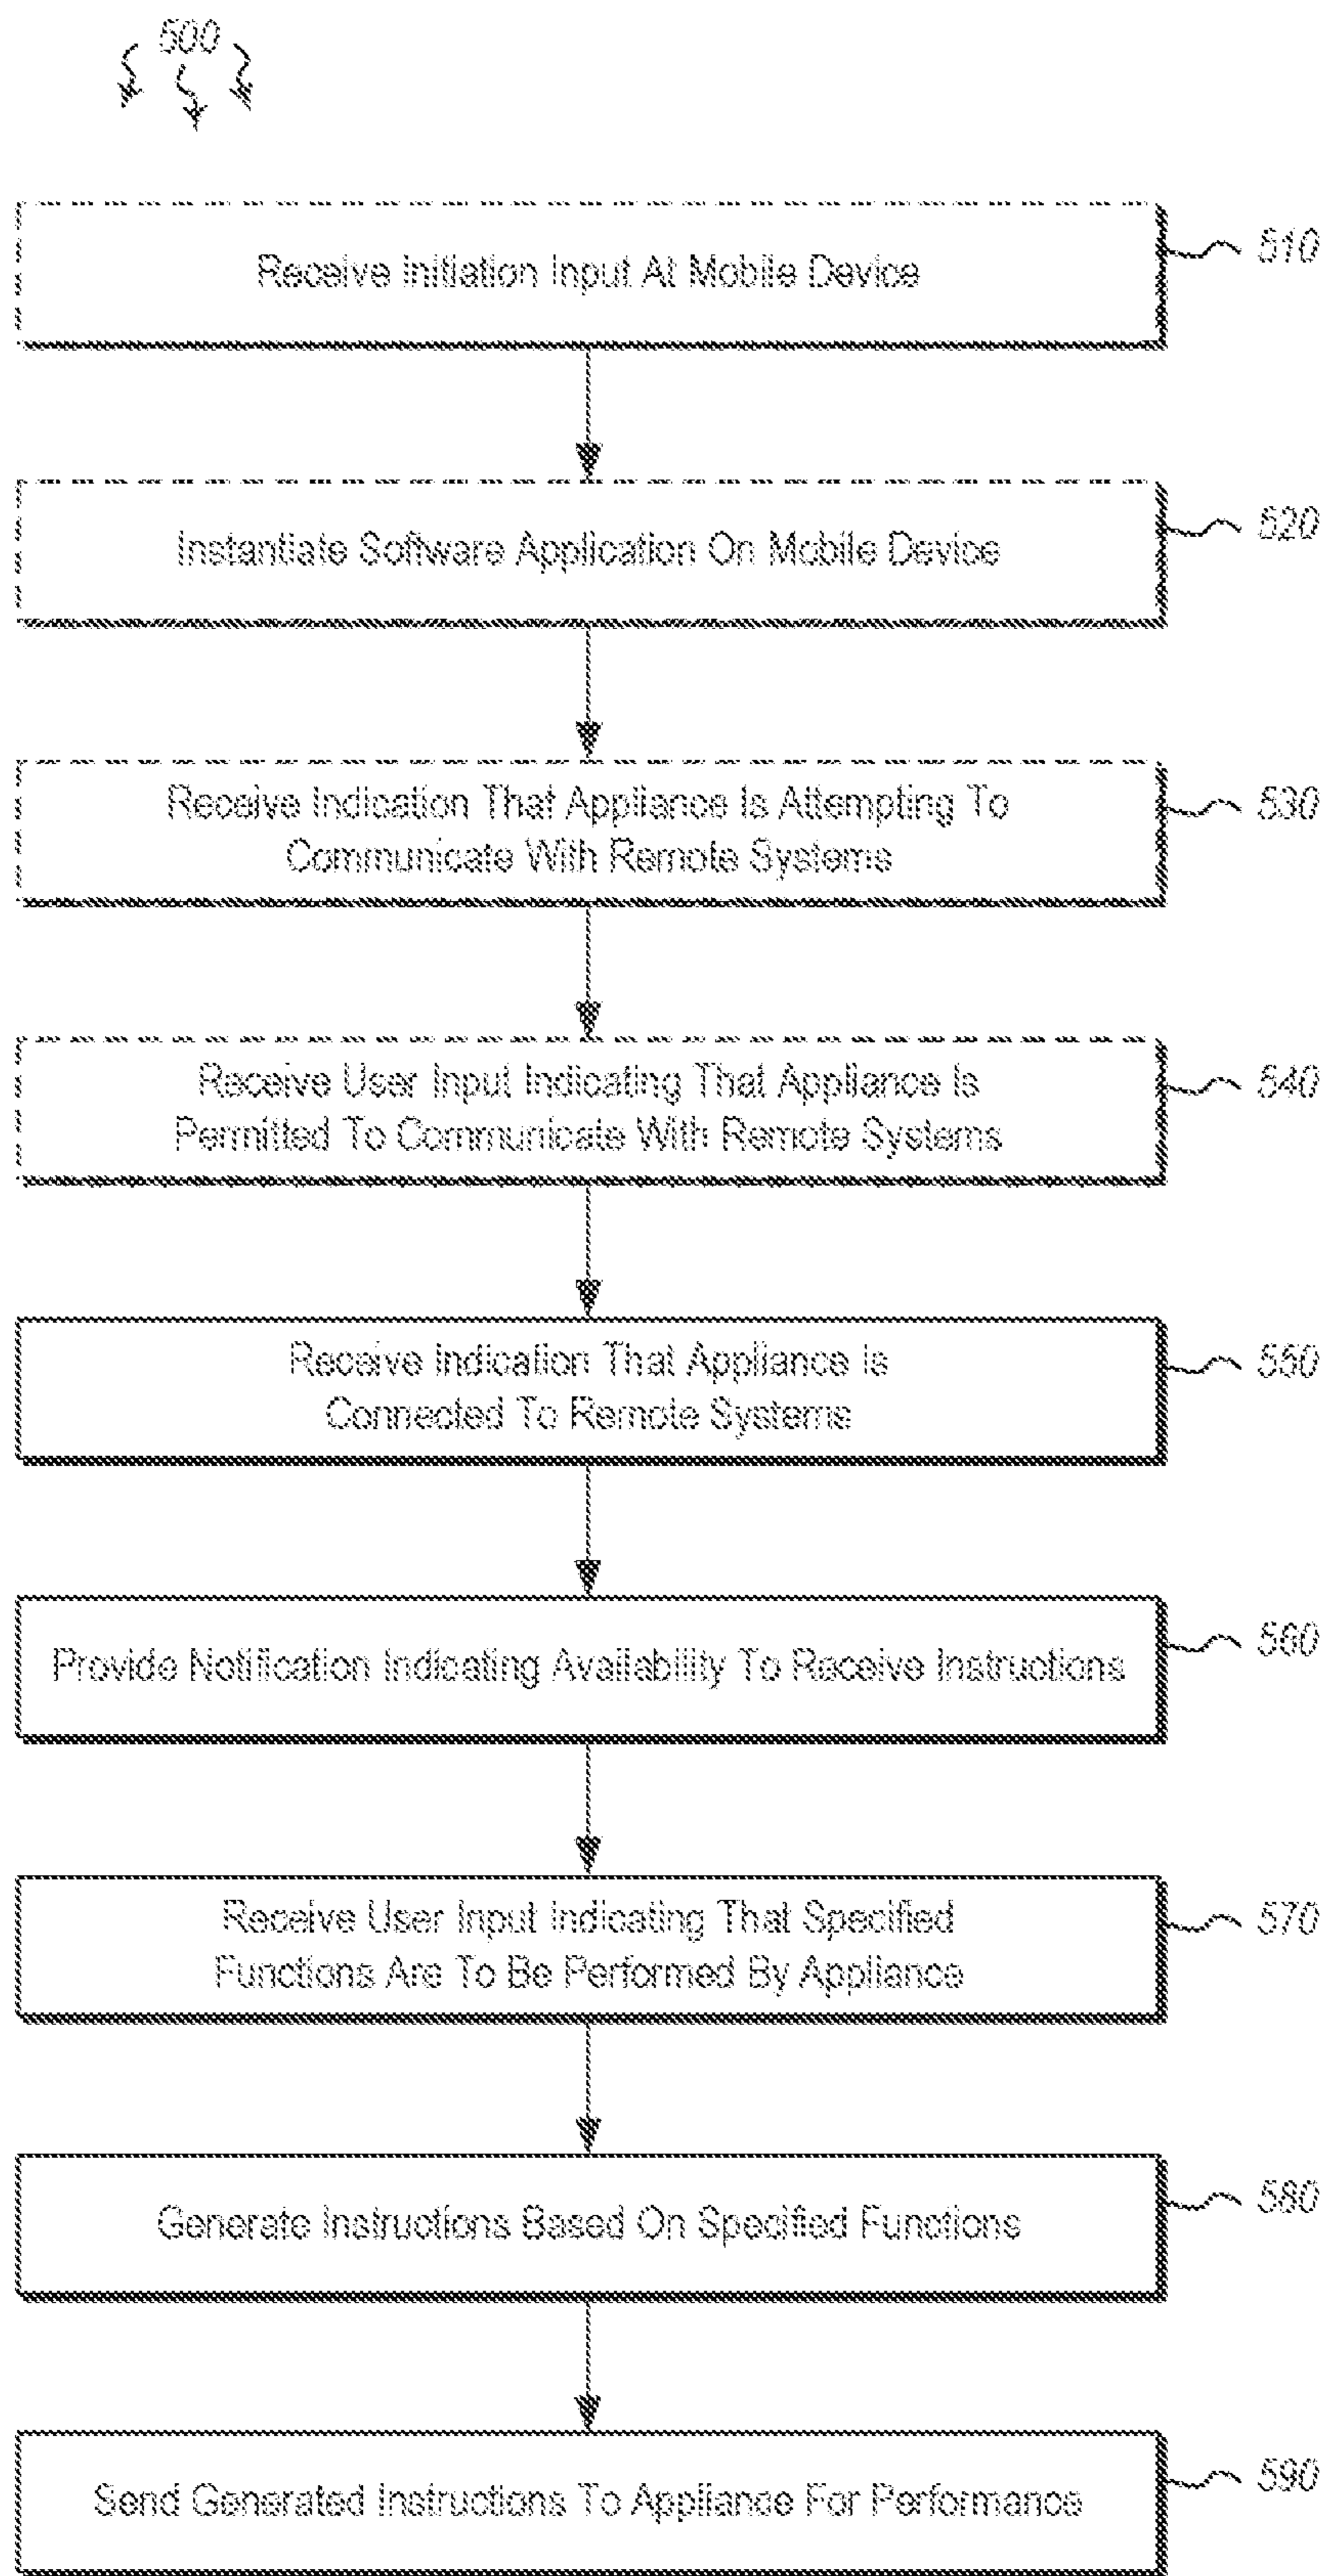 500
Receive Initiation Input At Mobile Device
510
Instantiate Software Application On Mobile Device
520
Receive Indication That Appliance Is Attempting To
Communicate With Remote Systems
530
Receive User Input Indicating That Appliance Is
Permitted To Communicate With Remote Systems
540
Receive Indication That Appliance Is
Connected To Remote Systems
550
Provide Notification Indicating Availability To Receive Instructions
560
Receive User Input Indicating That Specified
Functions Are To Be Performed By Appliance
570
Generate Instructions Based On Specified Functions
580
Send Generated Instructions To Appliance For Performance
590